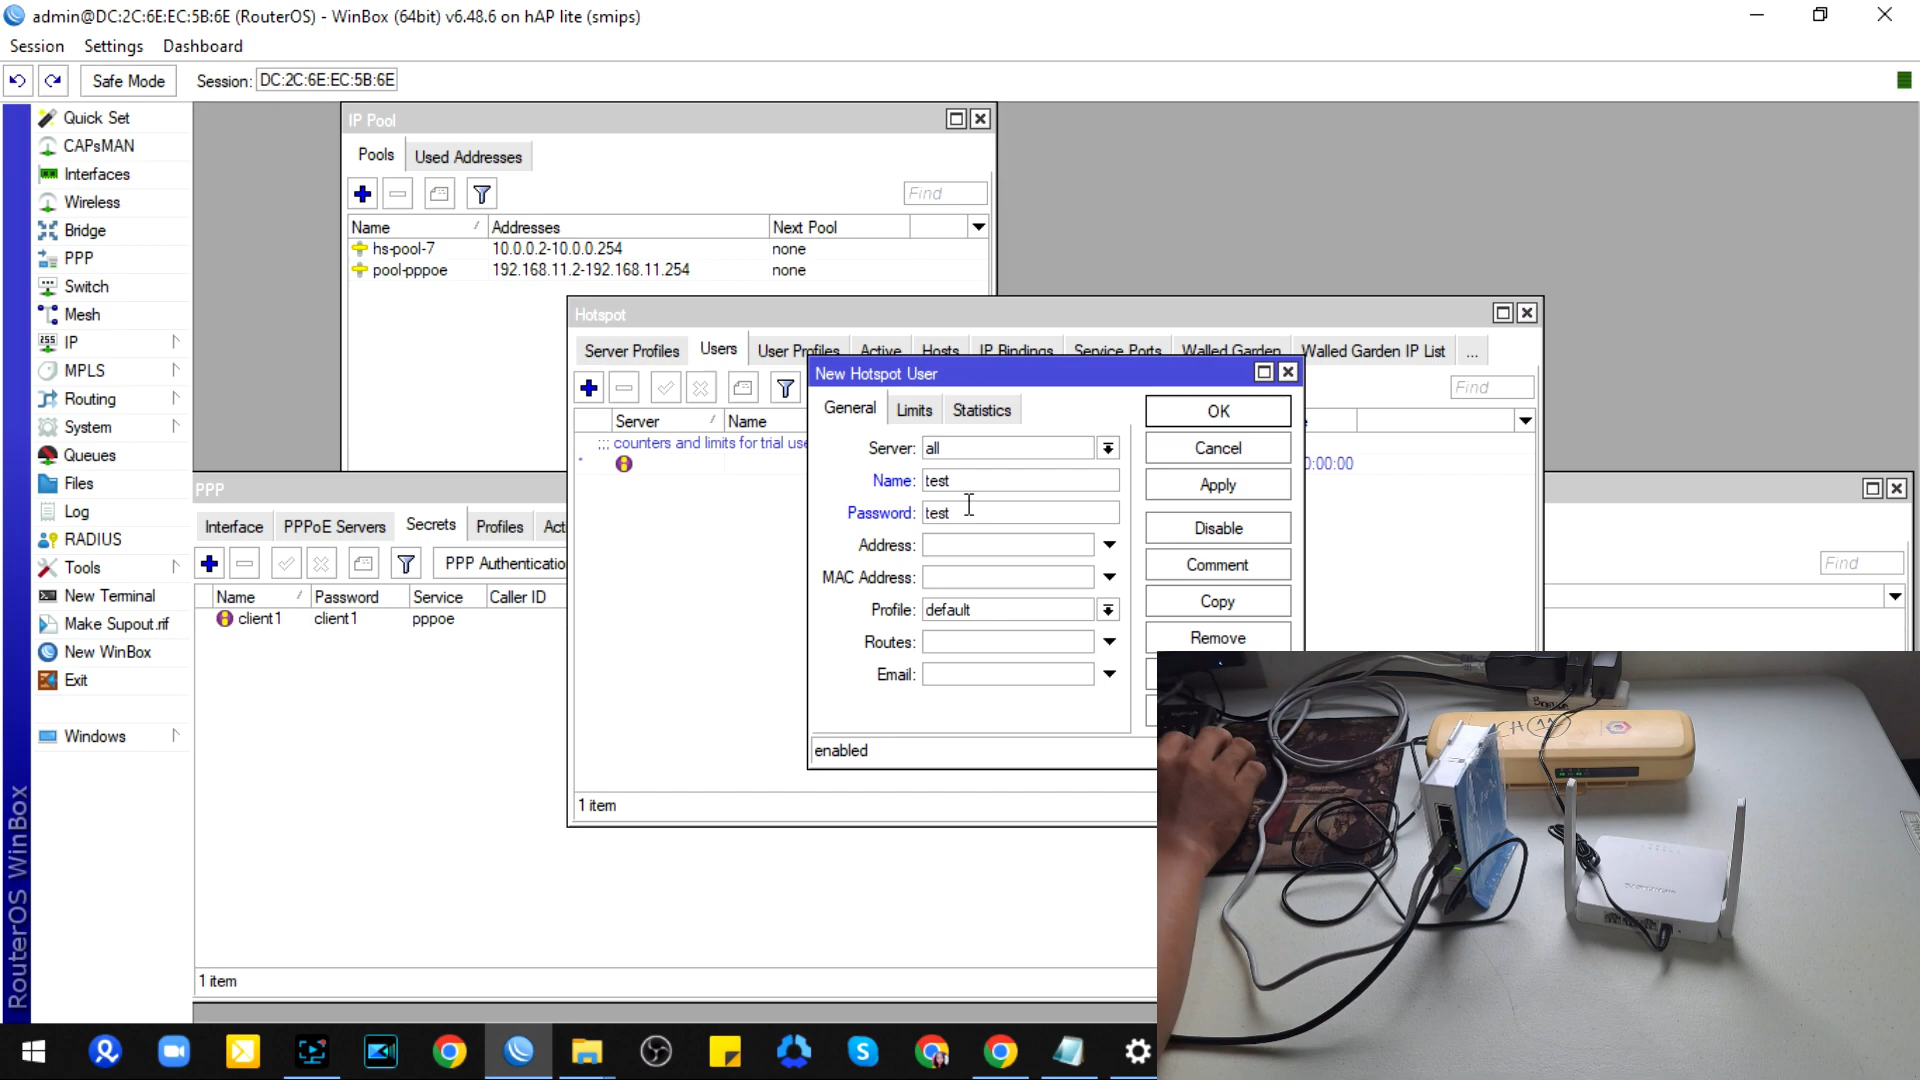 admin@DC:2C:6E:EC:5B:6E (RouterOS) - WinBox (64bit) v6.48.6 on hAP lite (smips)
Session Settings Dashboard
Safe Mode Session: DC:2C:6E:EC:5B:6E
Quick Set
CAPsMAN
Interfaces
Wireless
Bridge
PPP
Switch
Mesh
IP
MPLS
Routing
System
Queues
Files
Log
RADIUS
Tools
New Terminal
Make Supout.rif
New WinBox
Exit
Windows
RouterOS WinBox
IP Pool
Pools Used Addresses
Find
Name Addresses Next Pool
hs-pool-7 10.0.0.2-10.0.0.254 none
pool-pppoe 192.168.11.2-192.168.11.254 none
Hotspot
Server Profiles Users User Profiles Active Hosts IP Bindings Service Ports Walled Garden Walled Garden IP List ...
Find
Server Name
;;; counters and limits for trial use
0:00:00
1 item
New Hotspot User
General Limits Statistics
Server: all
Name: test
Password: test
Address:
MAC Address:
Profile: default
Routes:
Email:
enabled
OK
Cancel
Apply
Disable
Comment
Copy
Remove
PPP
Interface PPPoE Servers Secrets Profiles Acti
PPP Authenticatio
Find
Name Password Service Caller ID
client1 client1 pppoe
1 item